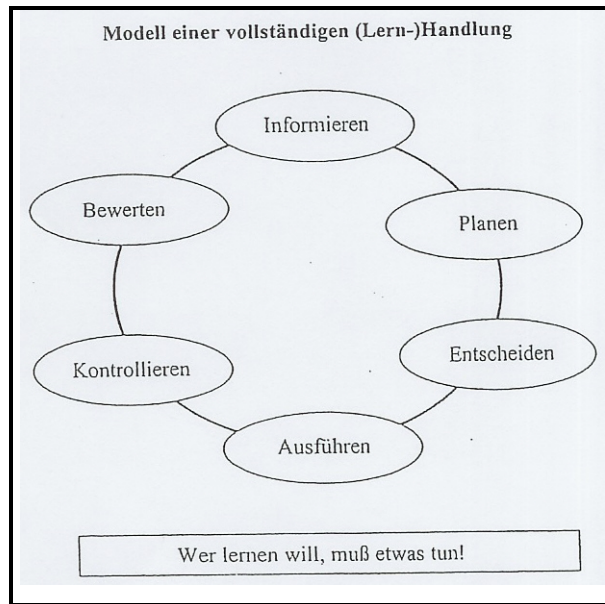 Modell einer vollständigen (Lern-)Handlung
Informieren
Planen
Entscheiden
Ausführen
Kontrollieren
Bewerten
Wer lernen will, muß etwas tun!